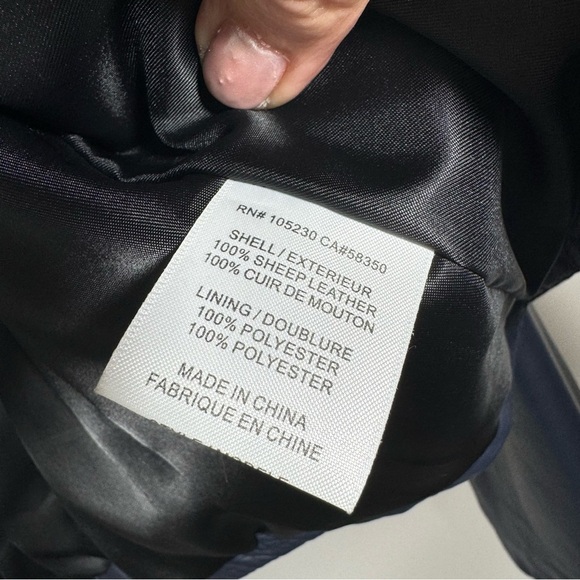 RN# 105230 CA#58350
SHELL / EXTERIEUR
100% SHEEP LEATHER
100% CUIR DE MOUTON
LINING / DOUBLURE
100% POLYESTER
100% POLYESTER
MADE IN CHINA
FABRIQUE EN CHINE